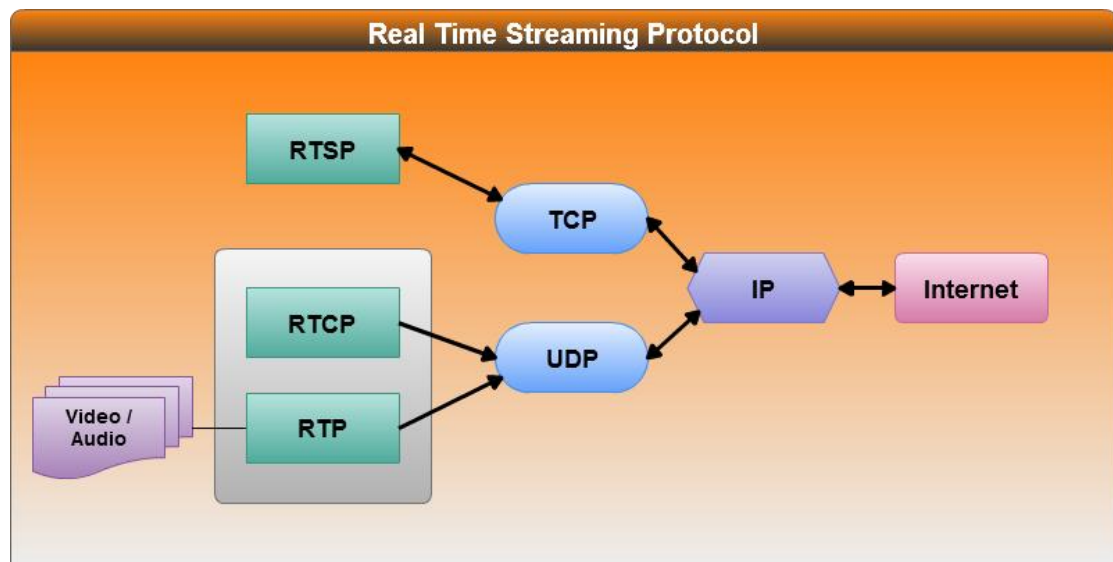 Real Time Streaming Protocol
RTSP
TCP
IP
Internet
RTCP
UDP
Video /
Audio
RTP